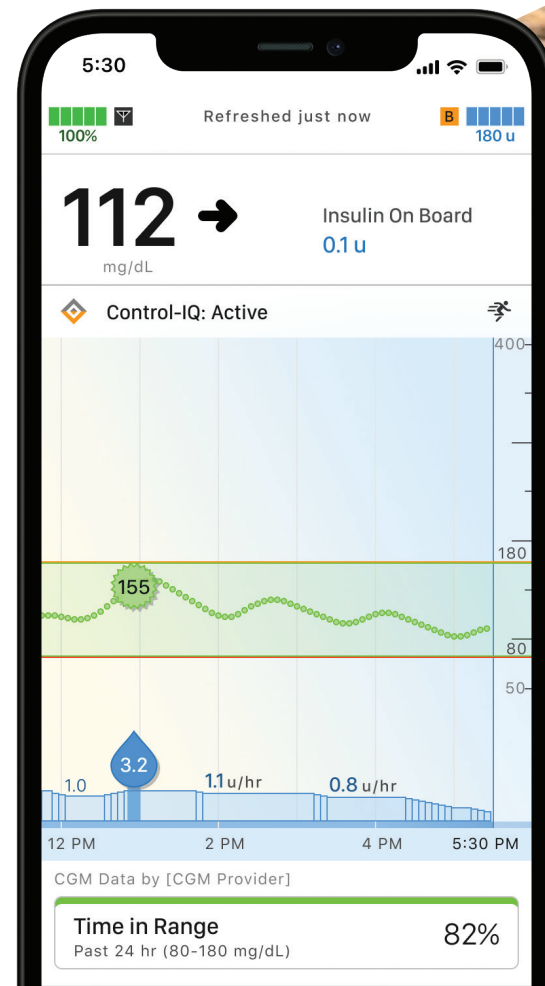 5:30
Refreshed just now
B
100%
180 u
112
mg/dL
Insulin On Board
0.1 u
Control-IQ: Active
400
180
155
80
50
3.2
1.0
1.1 u/hr
0.8 u/hr
12 PM
2 PM
4 PM
5:30 PM
CGM Data by [CGM Provider]
Time in Range
82%
Past 24 hr (80-180 mg/dL)